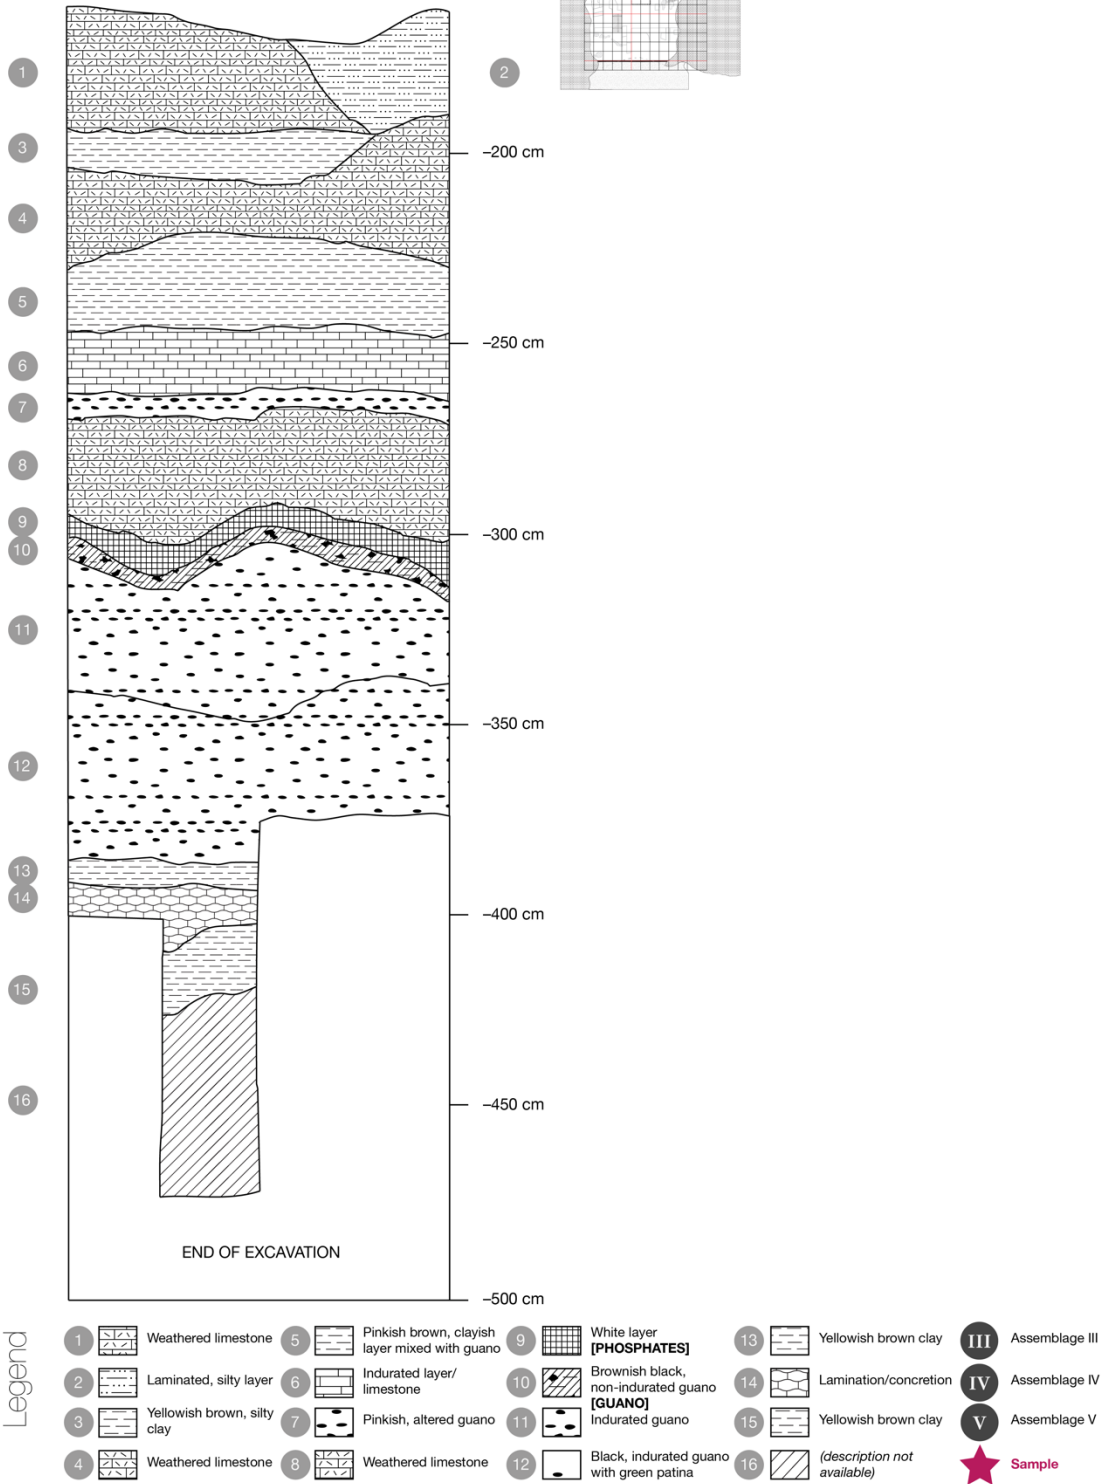 1
2
3
–200 cm
4
5
–250 cm
6
7
8
9
–300 cm
10
11
–350 cm
12
13
14
–400 cm
15
16
–450 cm
END OF EXCAVATION
–500 cm
Legend
1 Weathered limestone
2 Laminated, silty layer
3 Yellowish brown, silty
clay
4 Weathered limestone
5 Pinkish brown, clayish
layer mixed with guano
6 Indurated layer/
limestone
7 Pinkish, altered guano
8 Weathered limestone
9 White layer
[PHOSPHATES]
10 Brownish black,
non-indurated guano
[GUANO]
11 Indurated guano
12 Black, indurated guano
with green patina
13 Yellowish brown clay
14 Lamination/concretion
15 Yellowish brown clay
16 (description not
available)
III Assemblage III
IV Assemblage IV
V Assemblage V
Sample